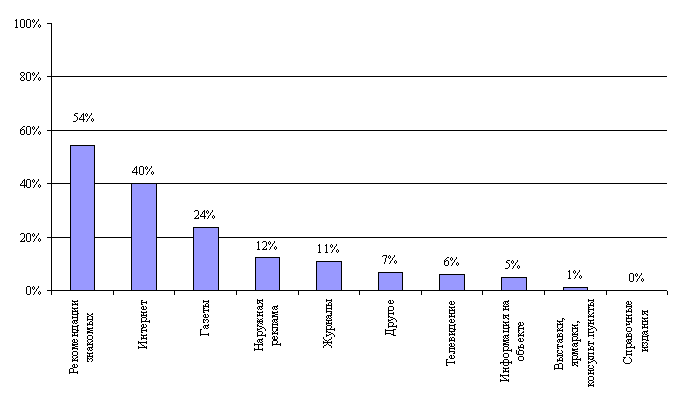 100%
80%
60%
40%
20%
0%
54%
40%
24%
12%
11%
7%
6%
5%
1%
0%
Рекомендации
знакомых
Интернет
Газеты
Наружная
реклама
Журналы
Другое
Телевидение
Информация на
объекте
Выставки,
ярмарки,
консульт.пункты
Справочные
издания